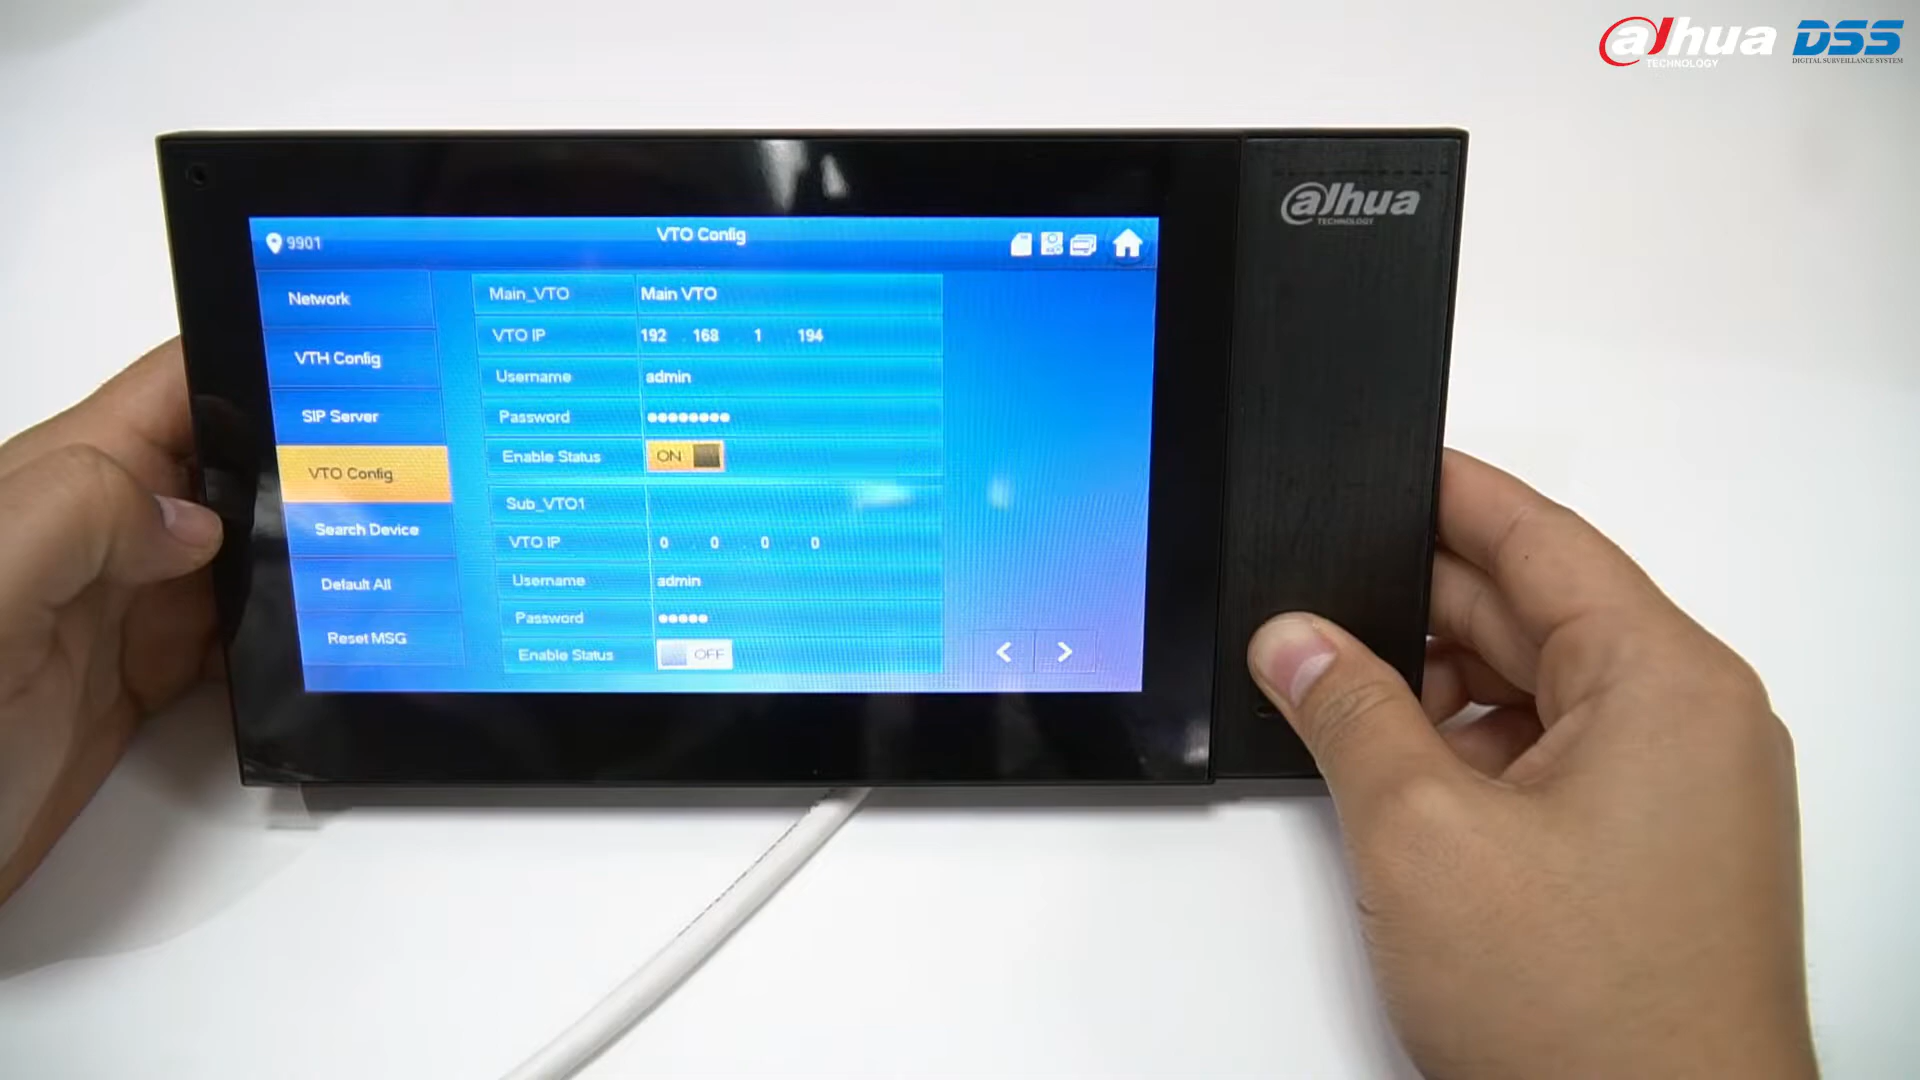 alhua DSS
TECHNOLOGY DIGITAL SURVEILLANCE SYSTEM
alhua
TECHNOLOGY
9901
VTO Config
Network
VTH Config
SIP Server
VTO Config
Search Device
Default All
Reset MSG
Main_VTO Main VTO
VTO IP 192 . 168 . 1 . 194
Username admin
Password ●●●●●●●●
Enable Status ON
Sub_VTO1
VTO IP 0 . 0 . 0 . 0
Username admin
Password ●●●●●
Enable Status OFF
< >